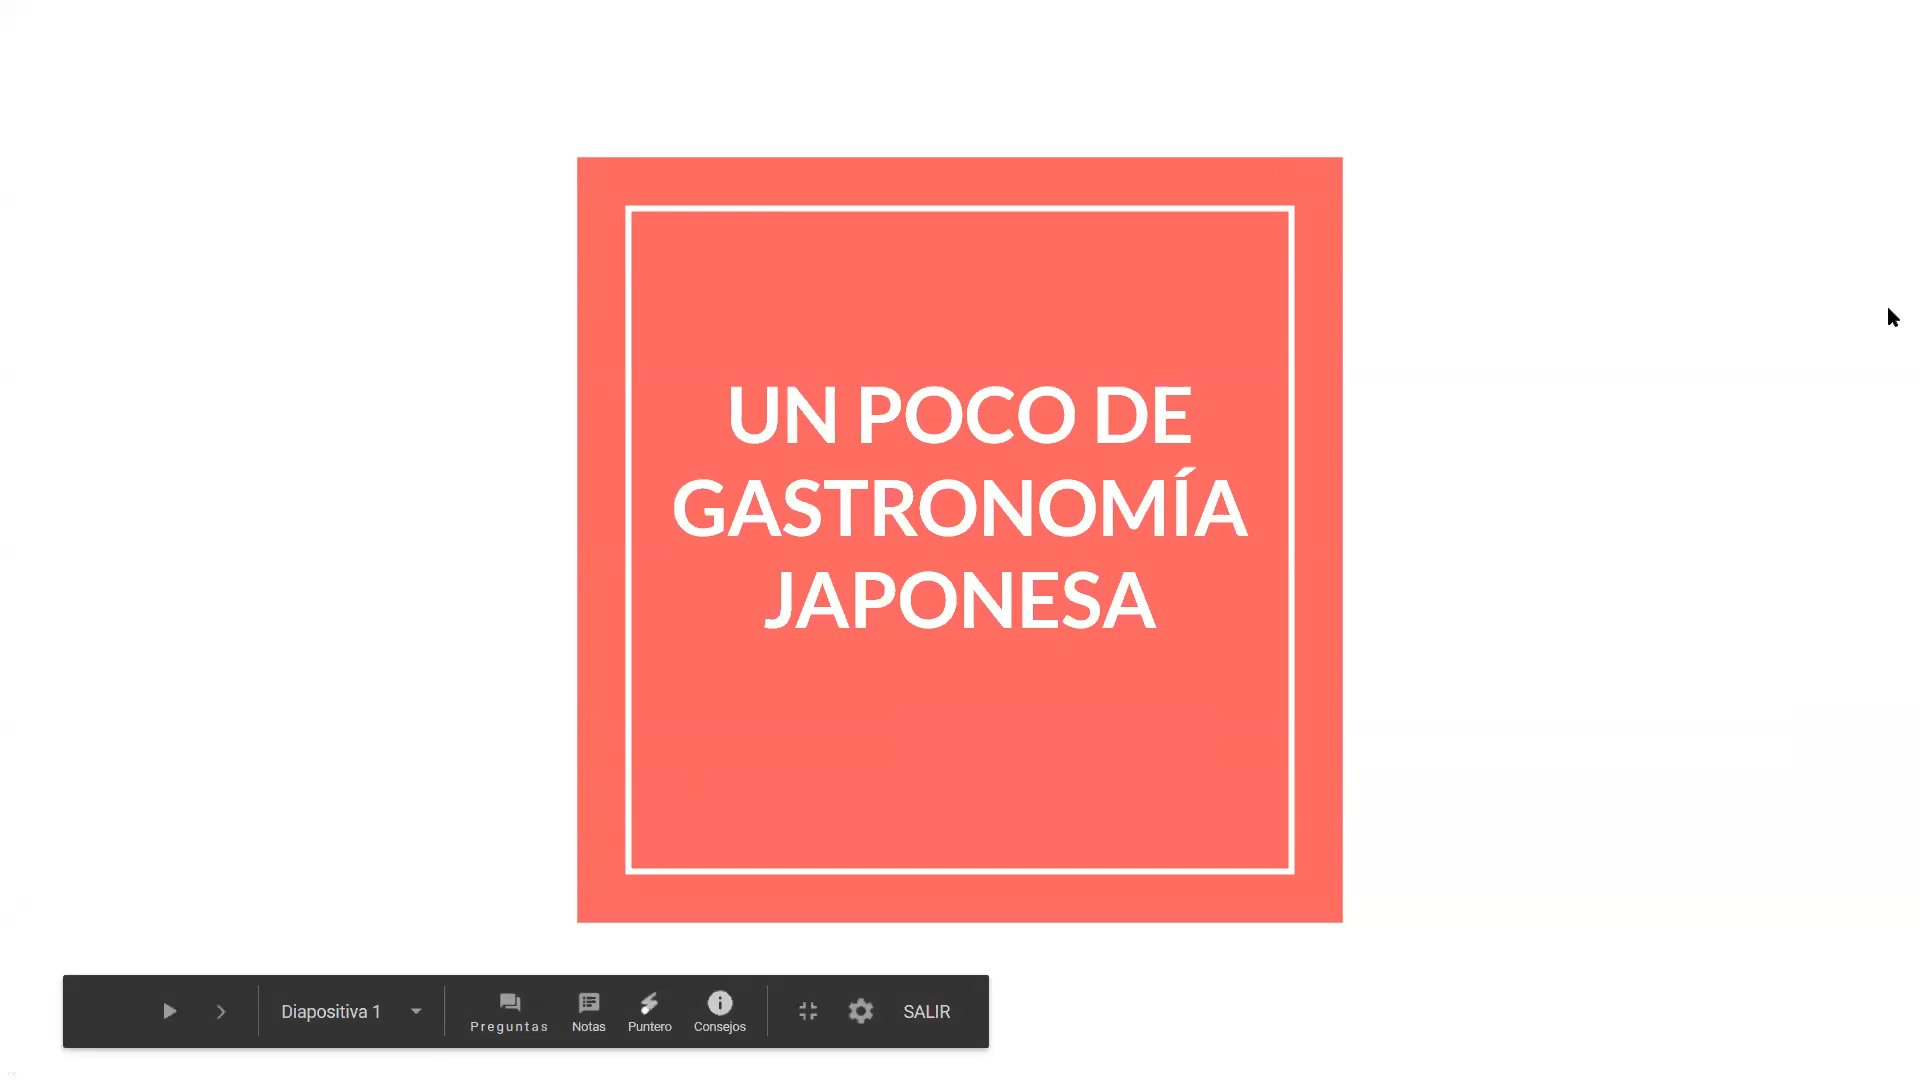 UN POCO DE
GASTRONOMÍA
JAPONESA
Diapositiva 1
Preguntas
Notas
Puntero
Consejos
SALIR